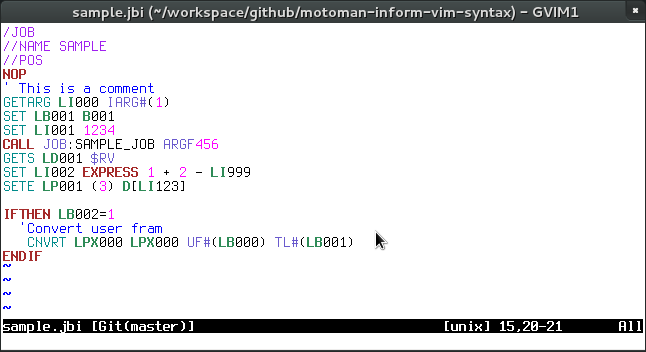 sample.jbi (~/workspace/github/motoman-inform-vim-syntax) – GVIM1
/JOB
//NAME SAMPLE
//POS
NOP
' This is a comment
GETARG LI000 IARG#(1)
SET LB001 B001
SET LI001 1234
CALL JOB:SAMPLE_JOB ARGF456
GETS LD001 $RV
SET LI002 EXPRESS 1 + 2 - LI999
SETE LP001 (3) D[LI123]
IFTHEN LB002=1
'Convert user fram
CNVRT LPX000 LPX000 UF#(LB000) TL#(LB001)
ENDIF
~
~
~
~
sample.jbi [Git(master)] [unix] 15,20-21 All